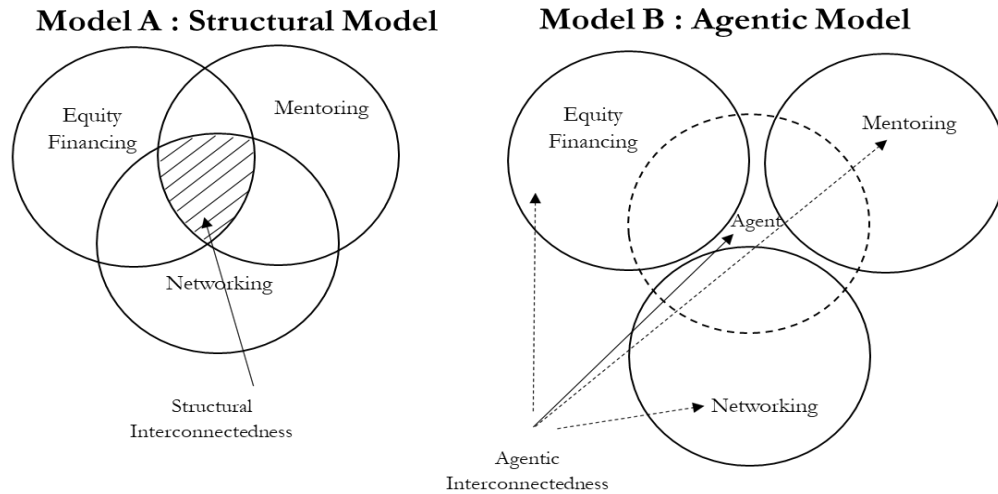 Model A : Structural Model
Equity
Financing
Mentoring
Networking
Structural
Interconnectedness
Model B : Agentic Model
Equity
Financing
Mentoring
Agent
Networking
Agentic
Interconnectedness